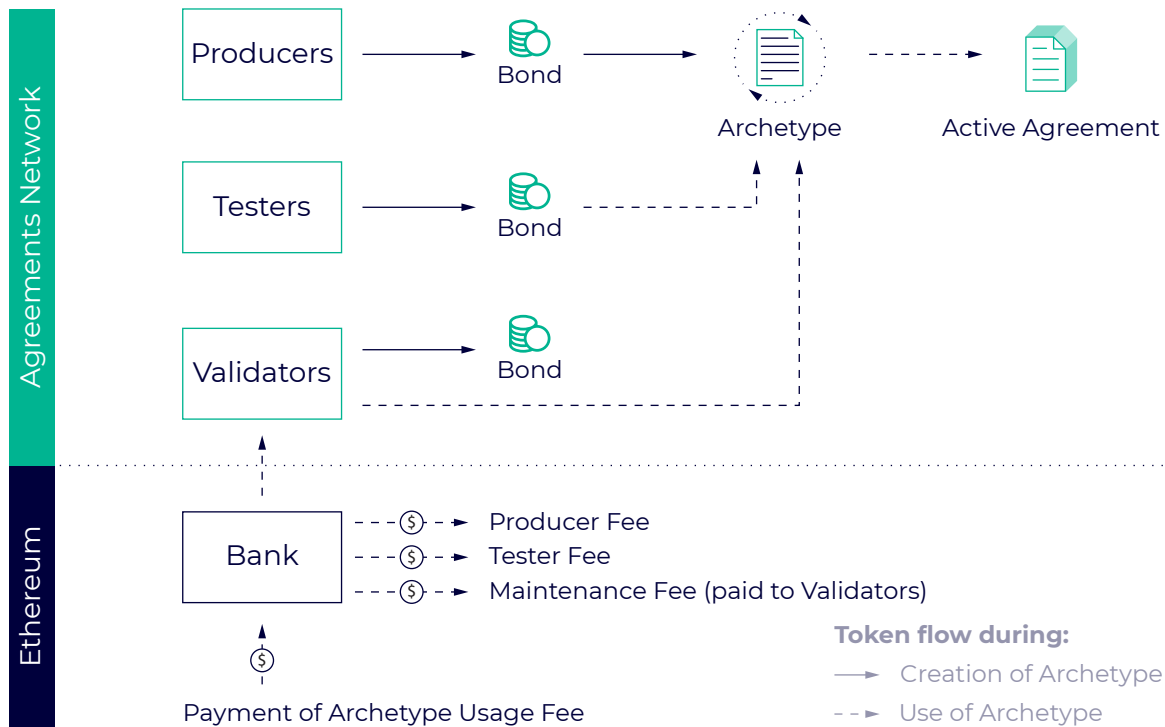 Agreements Network
Producers
Bond
Archetype
Active Agreement
Testers
Bond
Validators
Bond
Ethereum
Bank
$ Producer Fee
$ Tester Fee
$ Maintenance Fee (paid to Validators)
$
Payment of Archetype Usage Fee
Token flow during:
Creation of Archetype
Use of Archetype